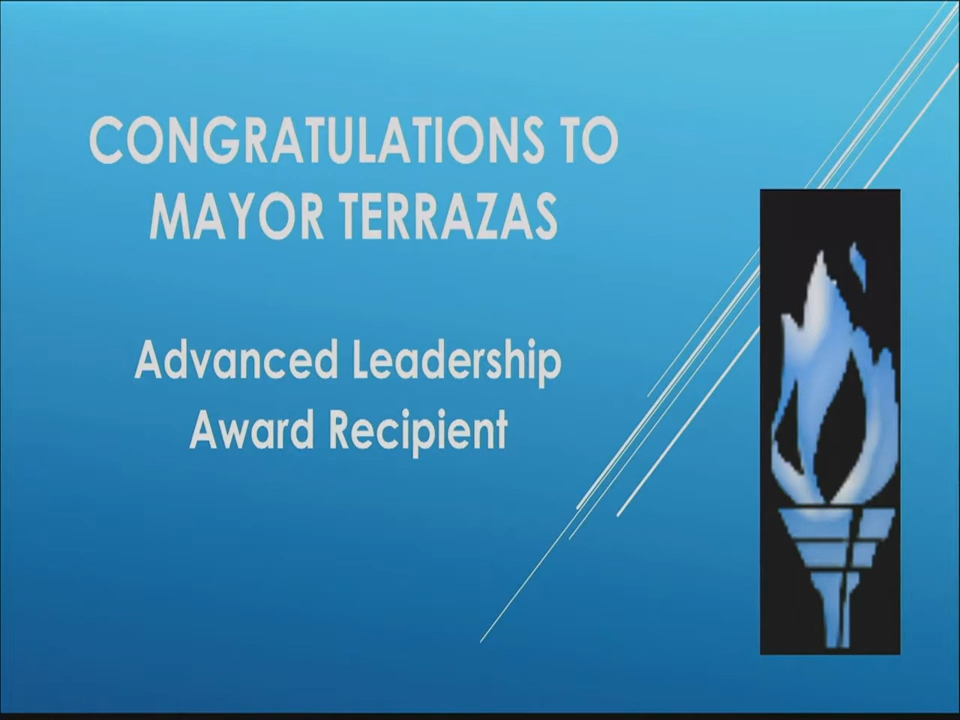 CONGRATULATIONS TO
MAYOR TERRAZAS
Advanced Leadership
Award Recipient